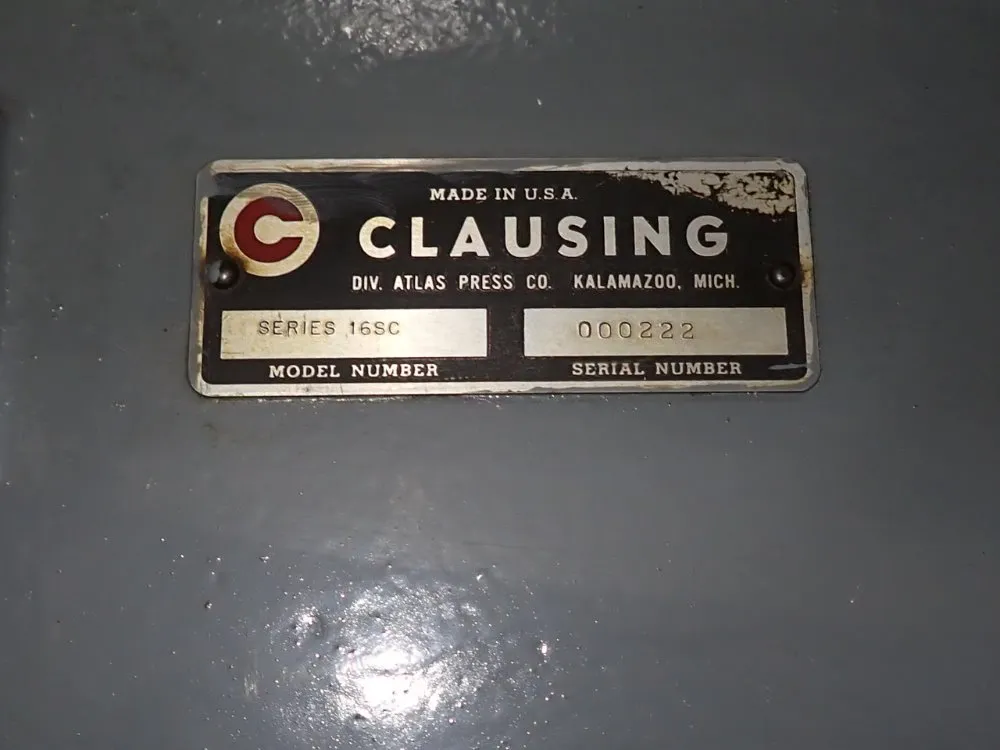 MADE IN U.S.A.
C CLAUSING
DIV. ATLAS PRESS CO. KALAMAZOO, MICH.
SERIES 16SC 000222
MODEL NUMBER SERIAL NUMBER